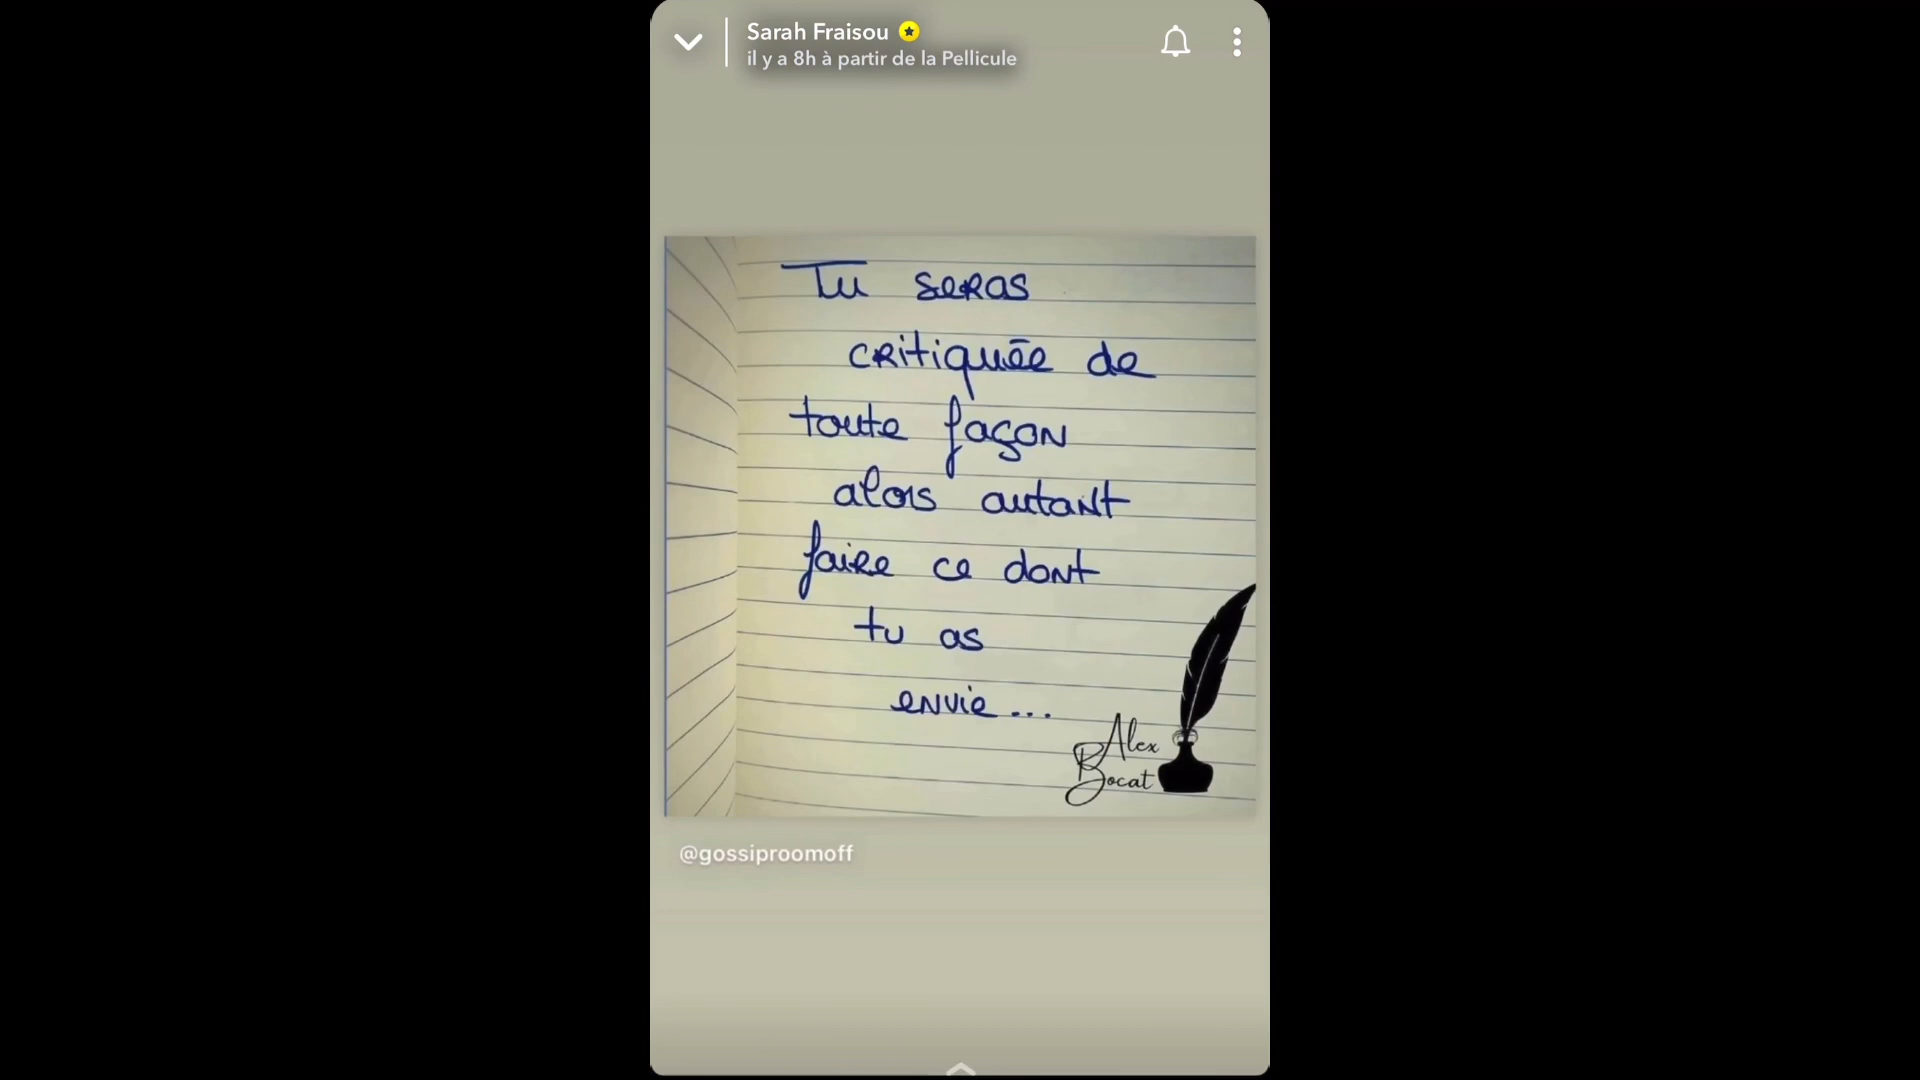 Sarah Fraisou
il y a 8h à partir de la Pellicule
Tu seras
critiquée de
toute façon
alors autant
faire ce dont
tu as
envie...
Alex
Bocat
@gossiproomoff